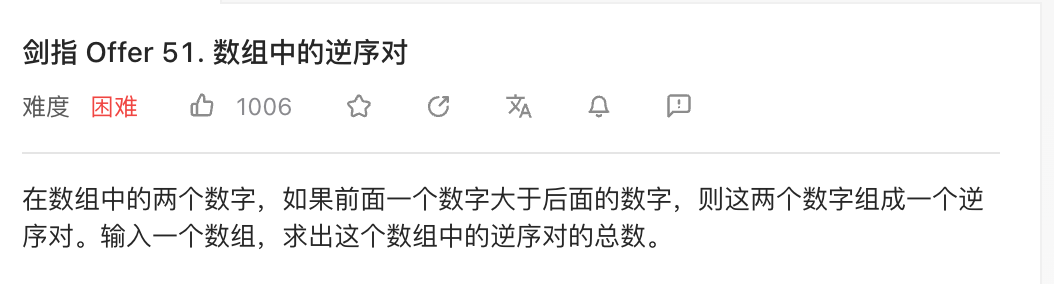 剑指 Offer 51. 数组中的逆序对
难度 困难 1006
在数组中的两个数字，如果前面一个数字大于后面的数字，则这两个数字组成一个逆
序对。输入一个数组，求出这个数组中的逆序对的总数。